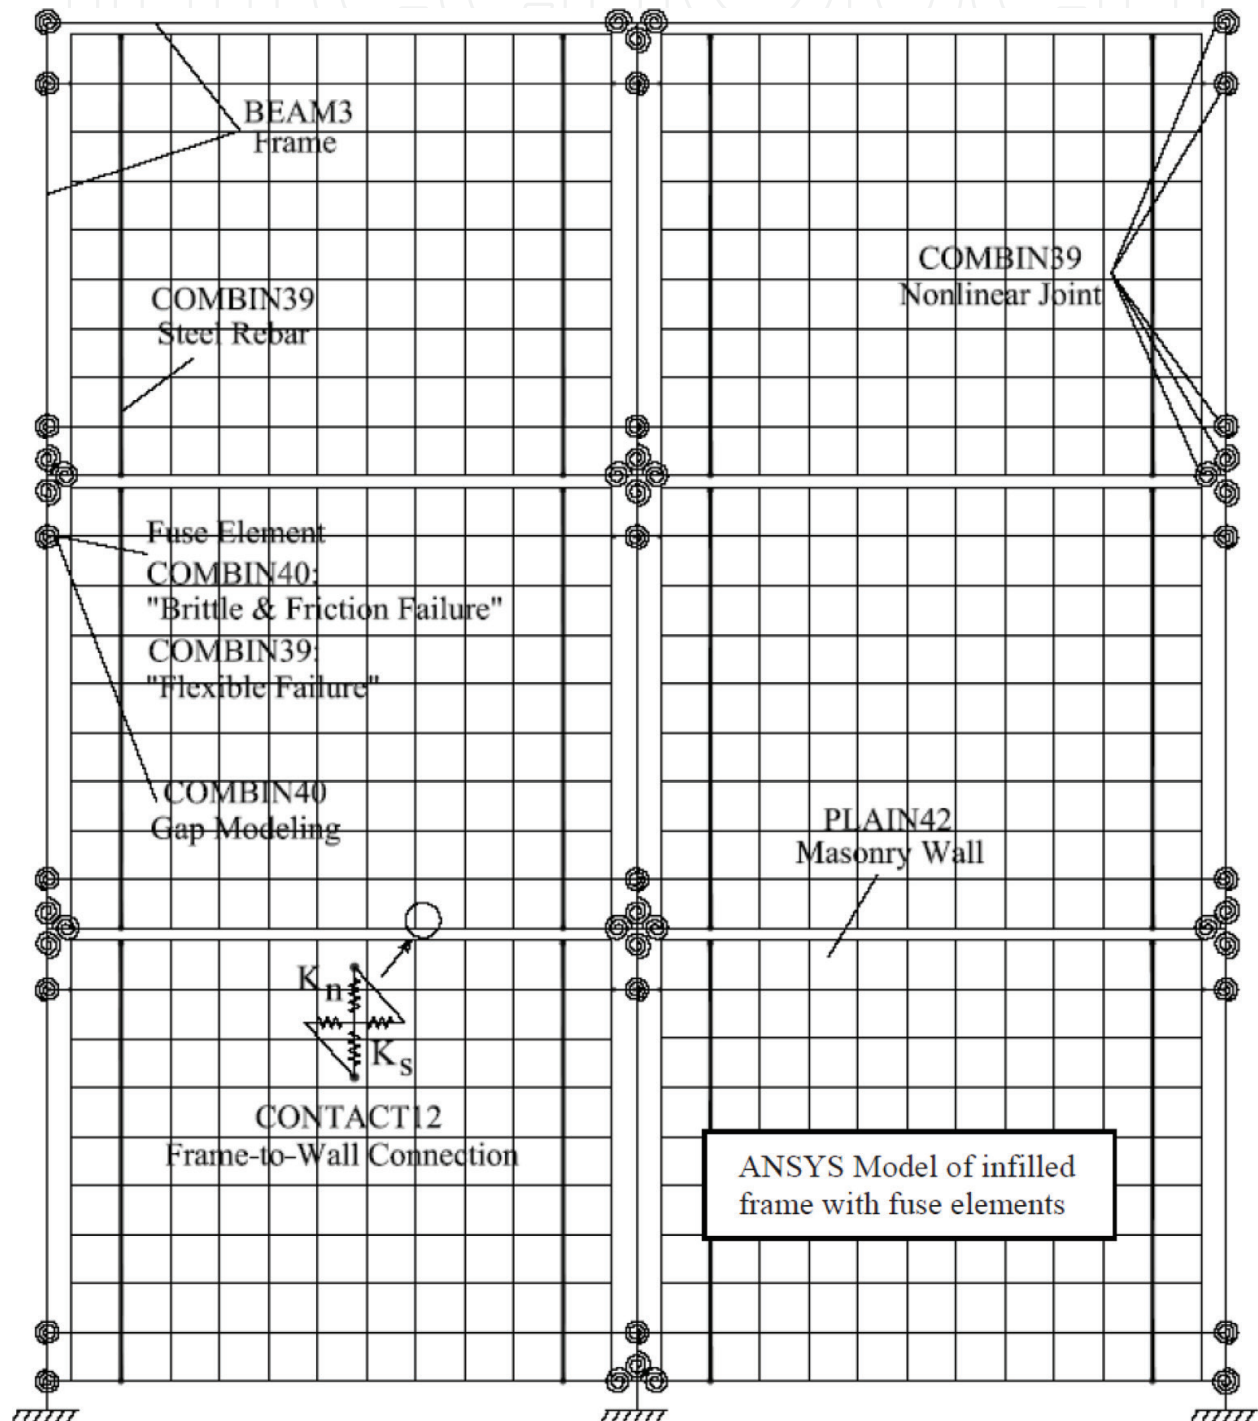 BEAM3
Frame
COMBIN39
Nonlinear Joint
COMBIN39
Steel Rebar
Fuse Element
COMBIN40:
"Brittle & Friction Failure"
COMBIN39:
"Flexible Failure"
COMBIN40
Gap Modeling
PLAIN42
Masonry Wall
Kn
Ks
CONTACT12
Frame-to-Wall Connection
ANSYS Model of infilled
frame with fuse elements